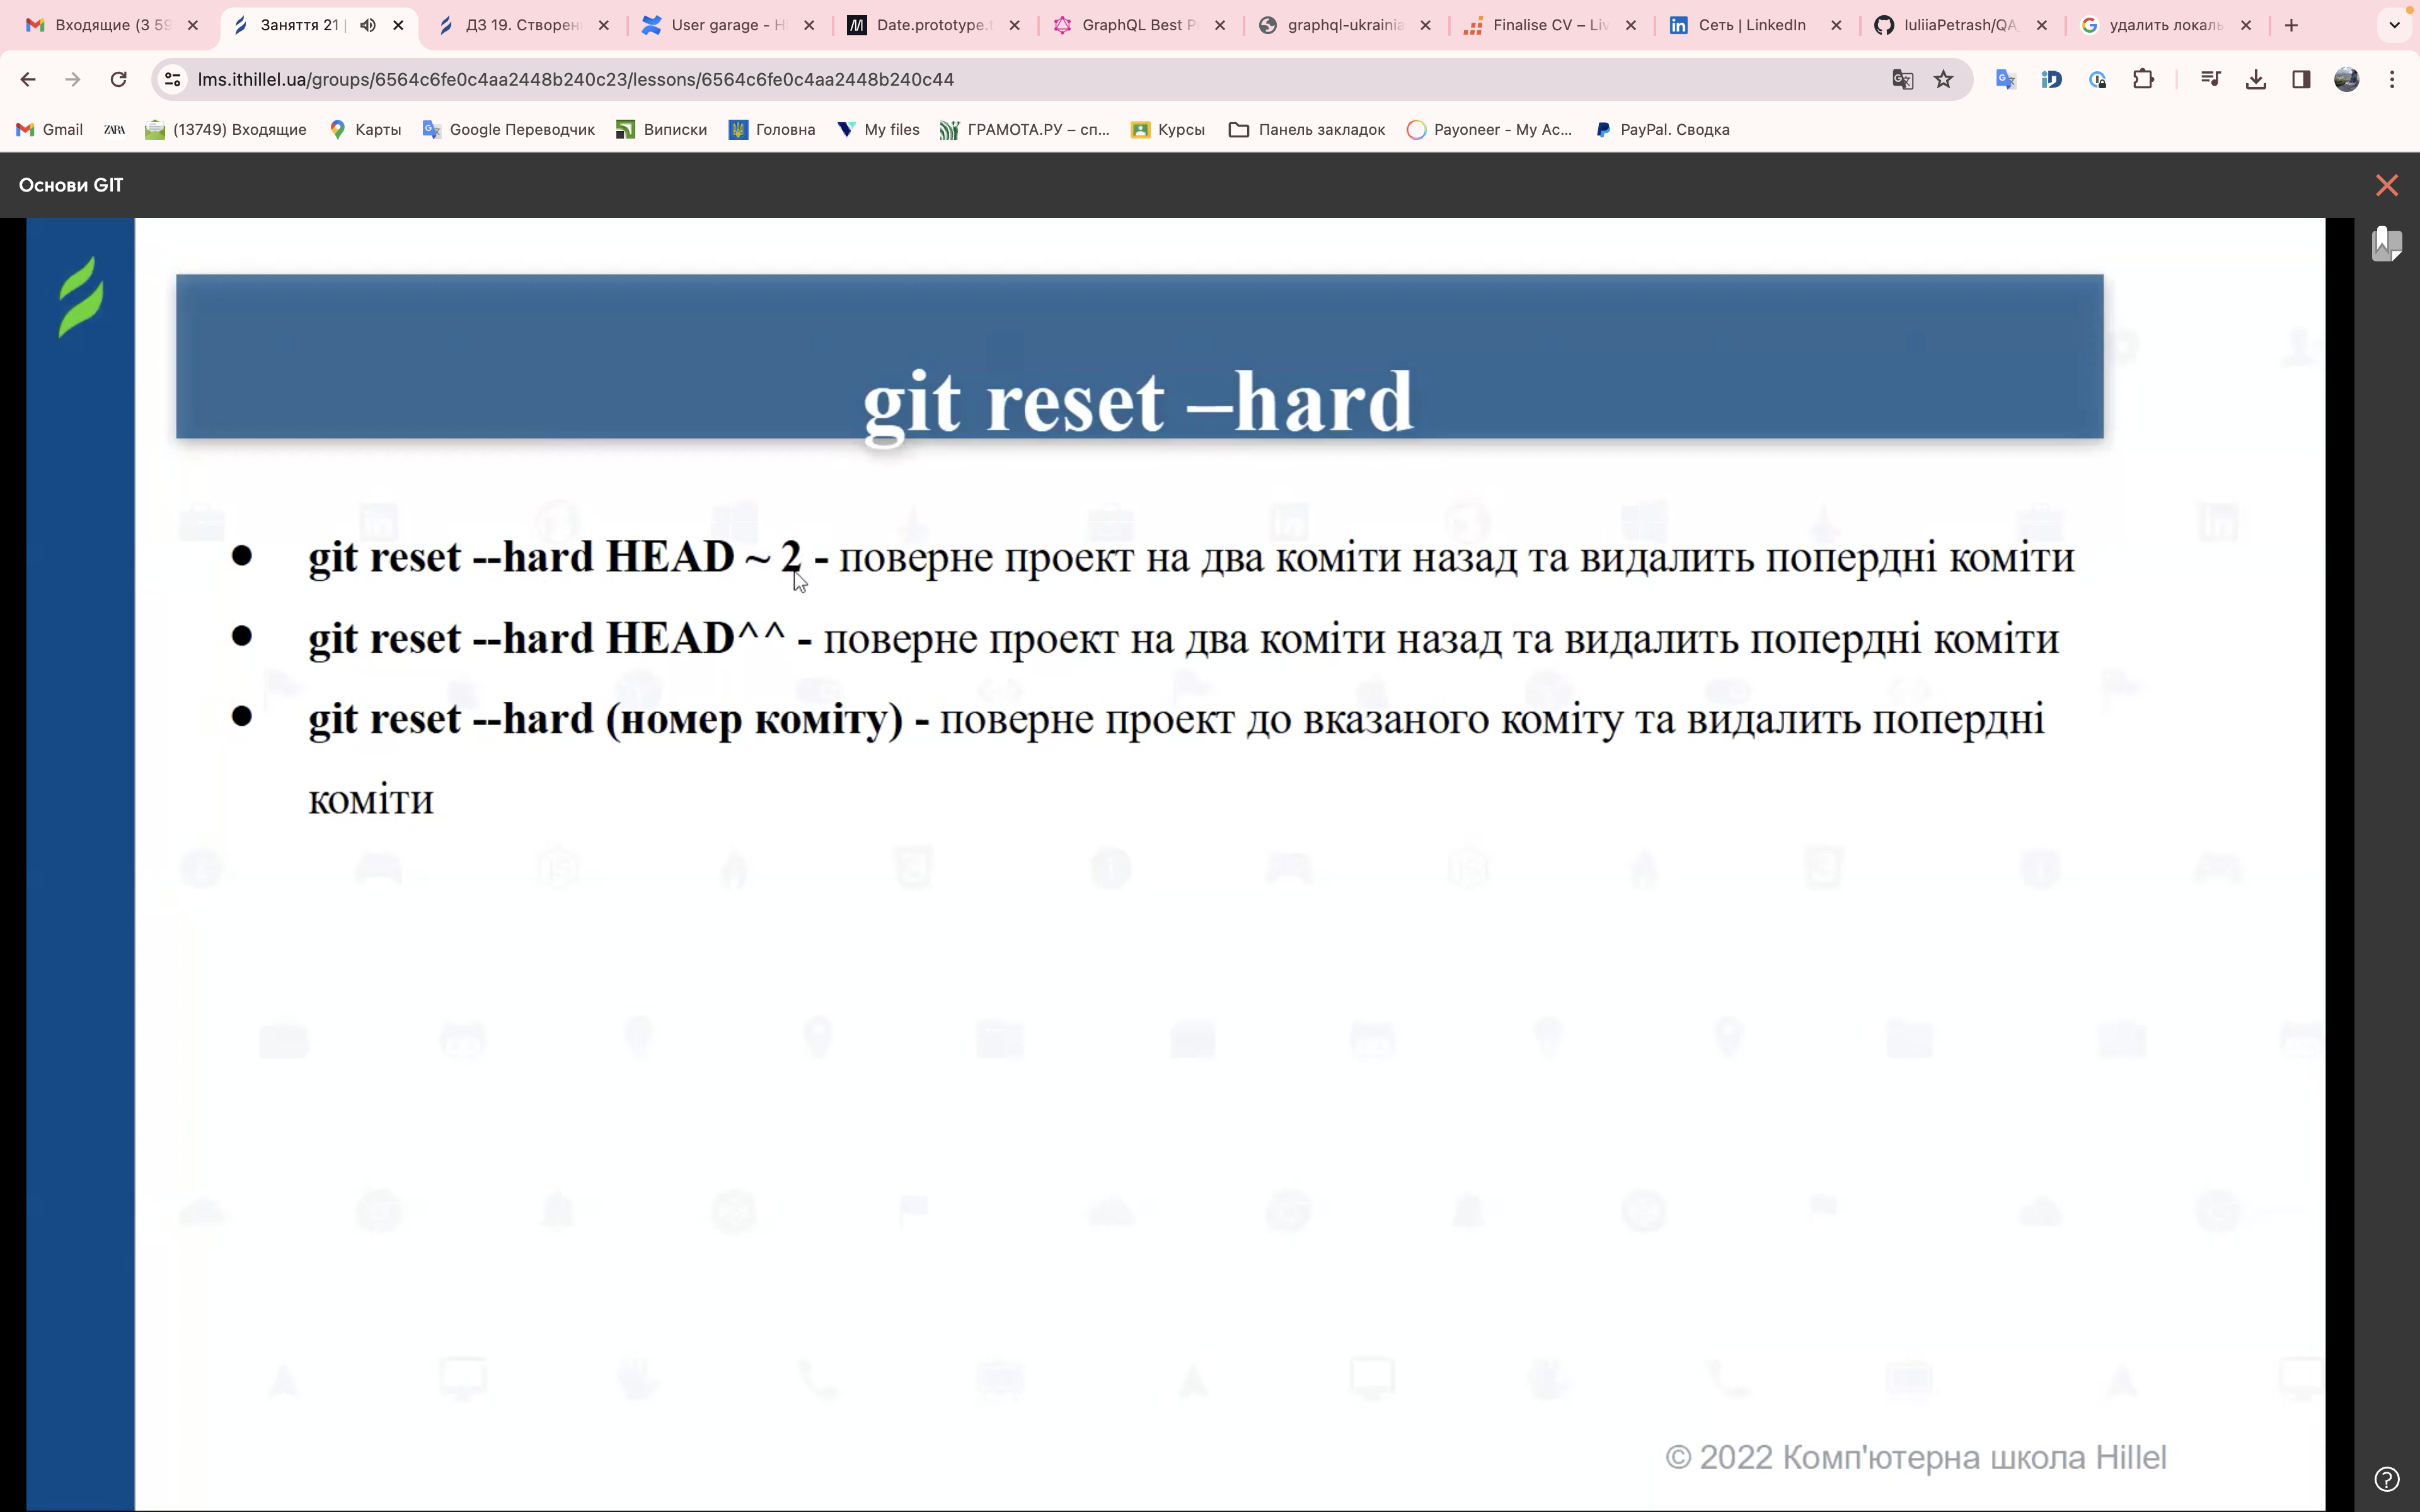 Входящие (3 59
Заняття 21 |
ДЗ 19. Створен
User garage - H
Date.prototype.
GraphQL Best P
graphql-ukrainia
Finalise CV – Liv
Сеть | LinkedIn
IuliiaPetrash/QA_
удалить локаль
lms.ithillel.ua/groups/6564c6fe0c4aa2448b240c23/lessons/6564c6fe0c4aa2448b240c44
Gmail
ZARA
(13749) Входящие
Карты
Google Переводчик
Виписки
Головна
My files
ГРАМОТА.РУ – сп...
Курсы
Панель закладок
Payoneer - My Ac...
PayPal. Сводка
Основи GIT
git reset –hard
● git reset --hard HEAD ~ 2 - поверне проект на два коміти назад та видалить попердні коміти
● git reset --hard HEAD^^ - поверне проект на два коміти назад та видалить попердні коміти
● git reset --hard (номер коміту) - поверне проект до вказаного коміту та видалить попердні
коміти
© 2022 Комп'ютерна школа Hillel